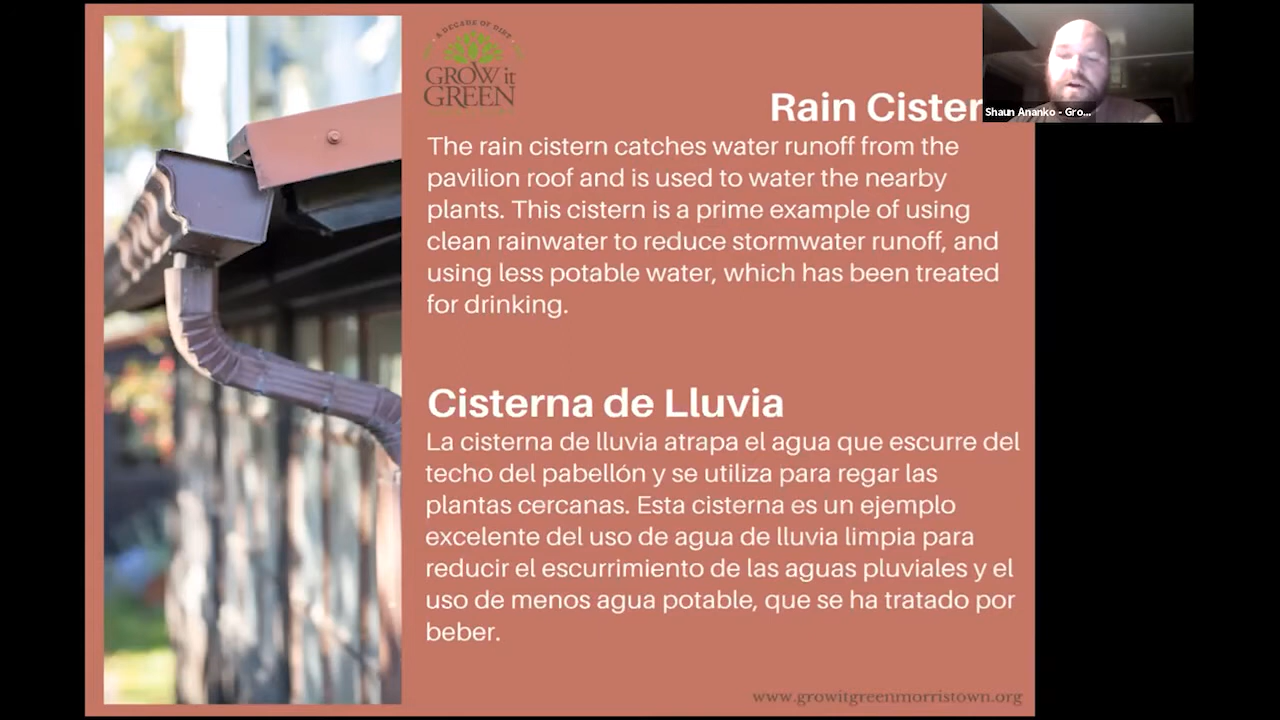 A DECADE OF DIRT
GROW it
GREEN
Rain Cister
Shaun Ananko - Gro...
The rain cistern catches water runoff from the
pavilion roof and is used to water the nearby
plants. This cistern is a prime example of using
clean rainwater to reduce stormwater runoff, and
using less potable water, which has been treated
for drinking.
Cisterna de Lluvia
La cisterna de lluvia atrapa el agua que escurre del
techo del pabellón y se utiliza para regar las
plantas cercanas. Esta cisterna es un ejemplo
excelente del uso de agua de lluvia limpia para
reducir el escurrimiento de las aguas pluviales y el
uso de menos agua potable, que se ha tratado por
beber.
www.growitgreenmorristown.org